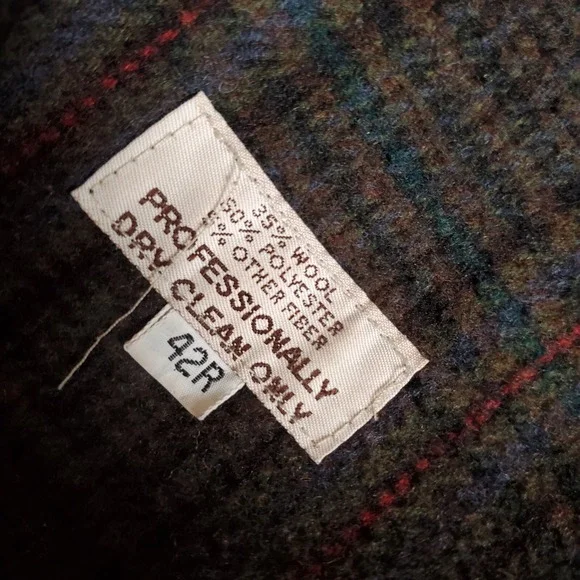 35% WOOL
50% POLYESTER
% OTHER FIBER
PROFESSIONALLY
DRY CLEAN ONLY
42R